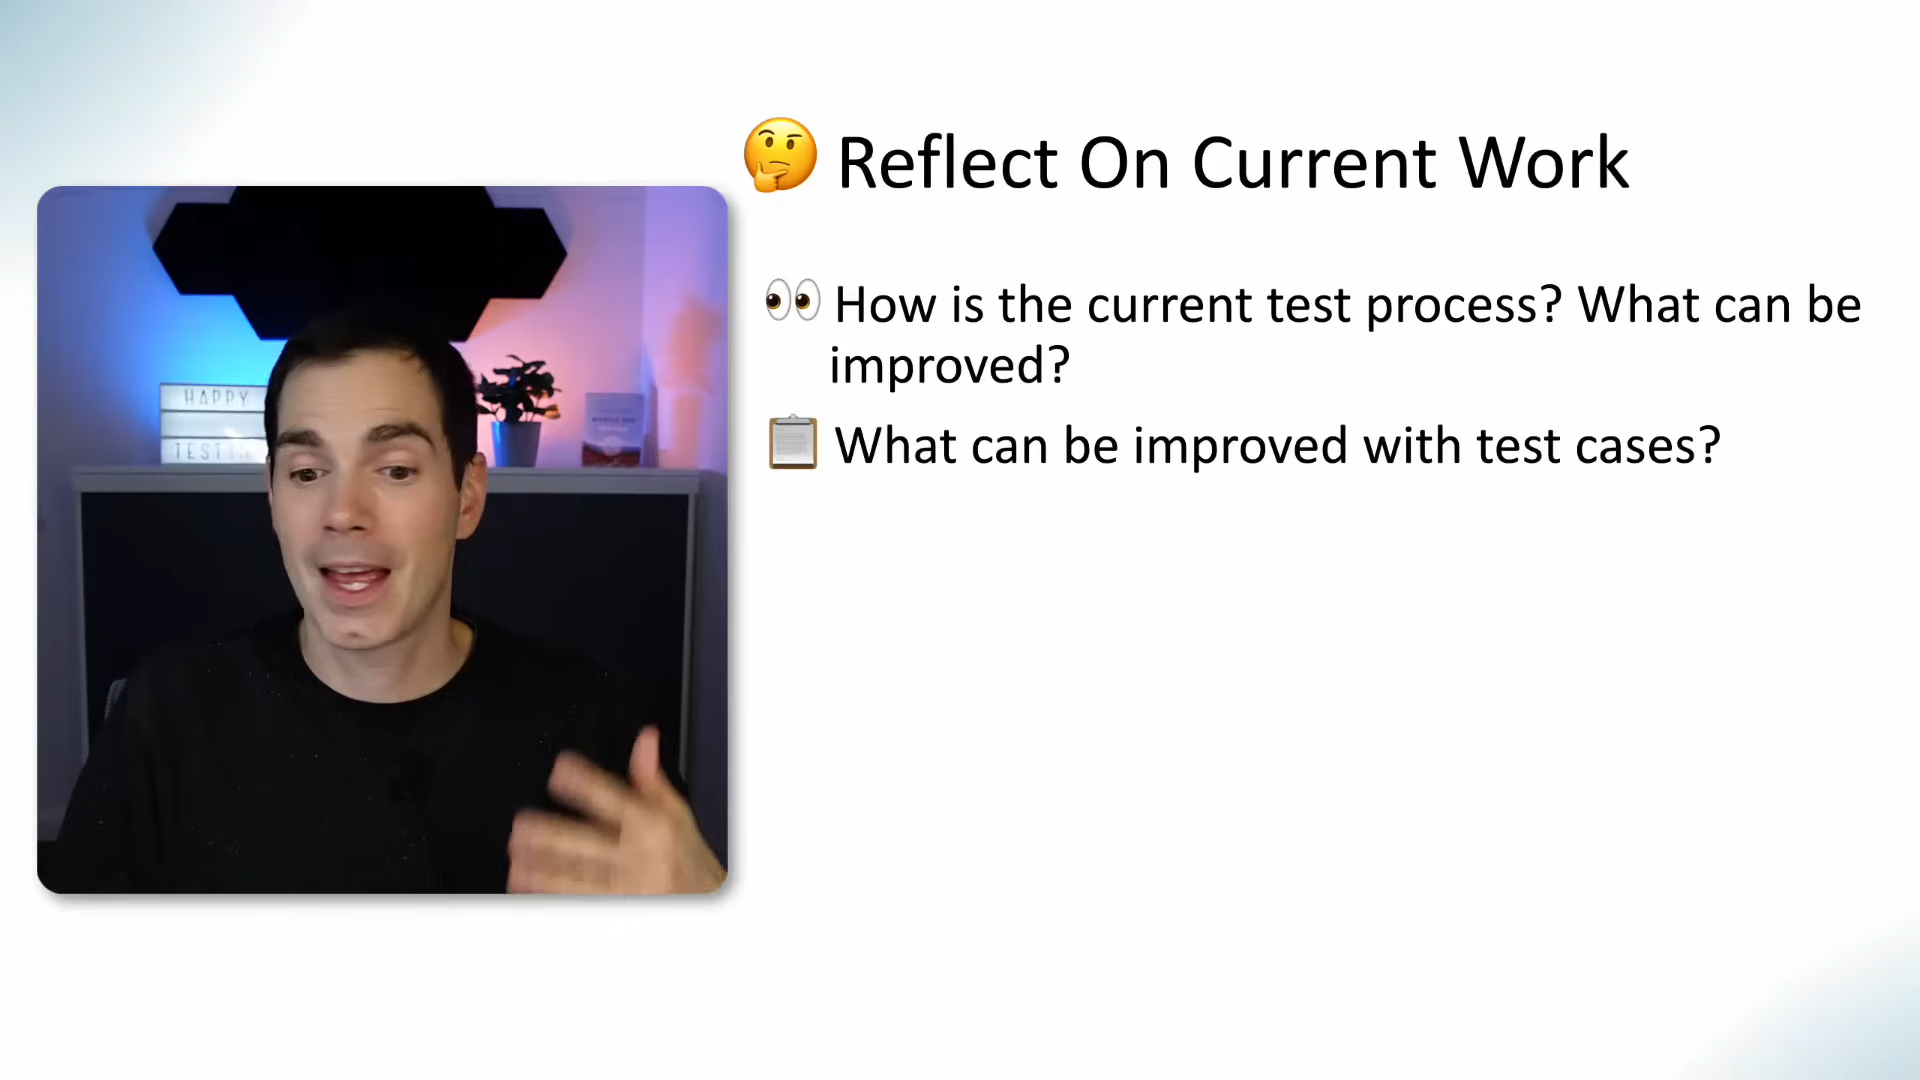 🤔 Reflect On Current Work
👀 How is the current test process? What can be
improved?
📋 What can be improved with test cases?
HAPPY